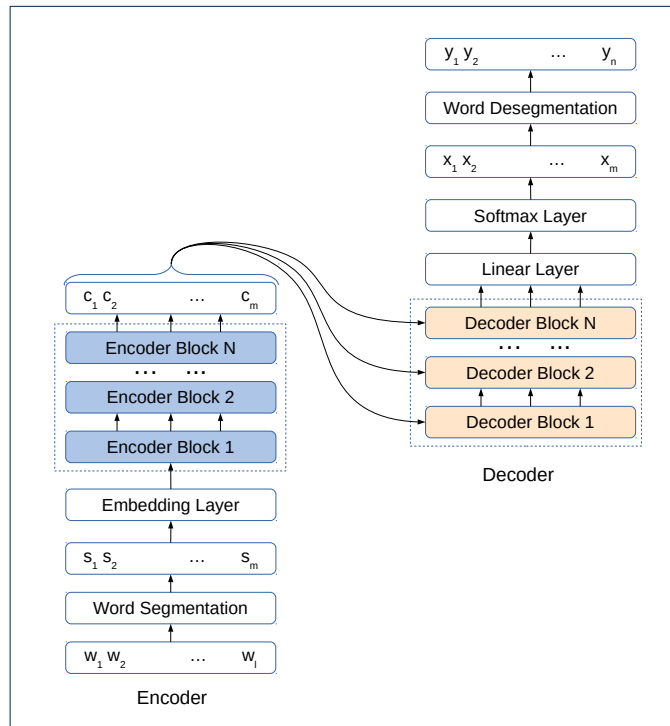 y₁ y₂ … yₙ
Word Desegmentation
x₁ x₂ … xₘ
Softmax Layer
Linear Layer
Decoder Block N
... ...
Decoder Block 2
Decoder Block 1
Decoder
c₁ c₂ … cₘ
Encoder Block N
... ...
Encoder Block 2
Encoder Block 1
Embedding Layer
s₁ s₂ … sₘ
Word Segmentation
w₁ w₂ … wₗ
Encoder